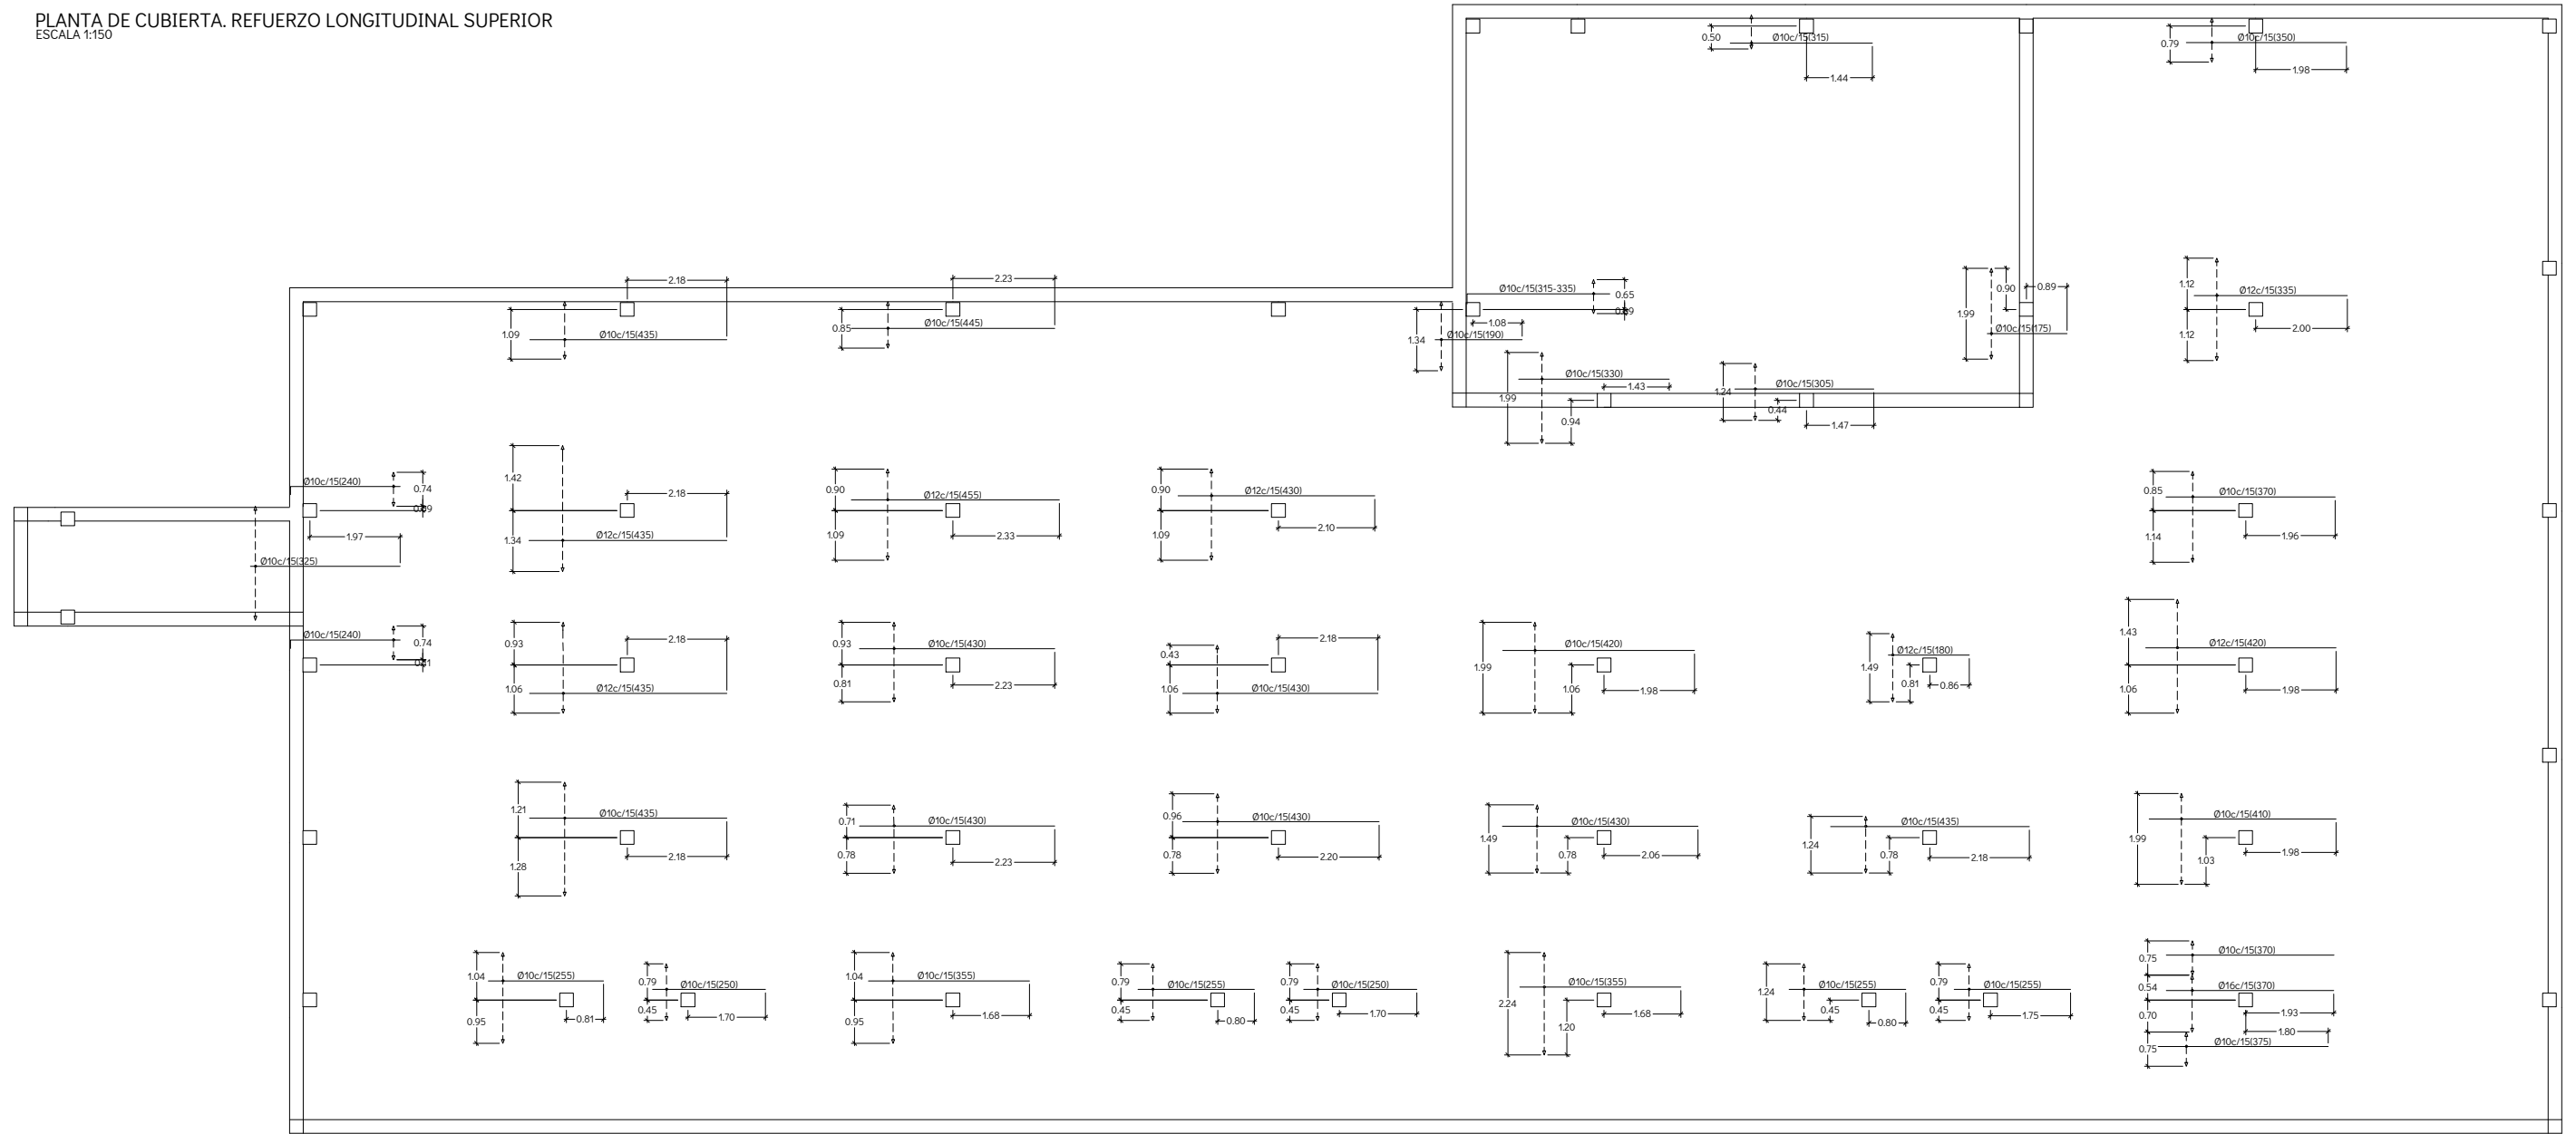 PLANTA DE CUBIERTA. REFUERZO LONGITUDINAL SUPERIOR
ESCALA 1:150
0.50
Ø10c/15(315)
1.44
0.79
Ø10c/15(350)
1.98
2.18
1.09
Ø10c/15(435)
2.23
0.85
Ø10c/15(445)
Ø10c/15(315-335)
0.65
1.08
1.34
Ø10c/15(190)
1.99
0.90
0.89
Ø10c/15(175)
1.12
Ø12c/15(335)
1.12
2.00
1.99
Ø10c/15(330)
1.43
0.94
1.24
Ø10c/15(305)
0.44
1.47
Ø10c/15(240)
0.74
1.97
Ø10c/15(325)
1.42
2.18
1.34
Ø12c/15(435)
0.90
Ø12c/15(455)
1.09
2.33
0.90
Ø12c/15(430)
1.09
2.10
0.85
Ø10c/15(370)
1.14
1.96
Ø10c/15(240)
0.74
0.93
2.18
1.06
Ø12c/15(435)
0.93
Ø10c/15(430)
0.81
2.23
0.43
2.18
1.06
Ø10c/15(430)
1.99
Ø10c/15(420)
1.06
1.98
1.49
Ø12c/15(180)
0.81
0.86
1.43
Ø12c/15(420)
1.06
1.98
1.21
Ø10c/15(435)
1.28
2.18
0.71
Ø10c/15(430)
0.78
2.23
0.96
Ø10c/15(430)
0.78
2.20
1.49
Ø10c/15(430)
0.78
2.06
1.24
Ø10c/15(435)
0.78
2.18
1.99
Ø10c/15(410)
1.03
1.98
1.04
Ø10c/15(255)
0.95
0.81
0.79
Ø10c/15(250)
0.45
1.70
1.04
Ø10c/15(355)
0.95
1.68
0.79
Ø10c/15(255)
0.45
0.80
0.79
Ø10c/15(250)
0.45
1.70
2.24
Ø10c/15(355)
1.20
1.68
1.24
Ø10c/15(255)
0.45
0.80
0.79
Ø10c/15(255)
0.45
1.75
0.75
Ø10c/15(370)
0.54
Ø16c/15(370)
0.70
1.93
1.80
0.75
Ø10c/15(375)